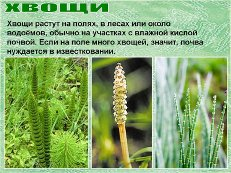 ХВОЩИ
Хвощи растут на полях, в лесах или около
водоёмов, обычно на участках с влажной кислой
почвой. Если на поле много хвощей, значит, почва
нуждается в известковании.